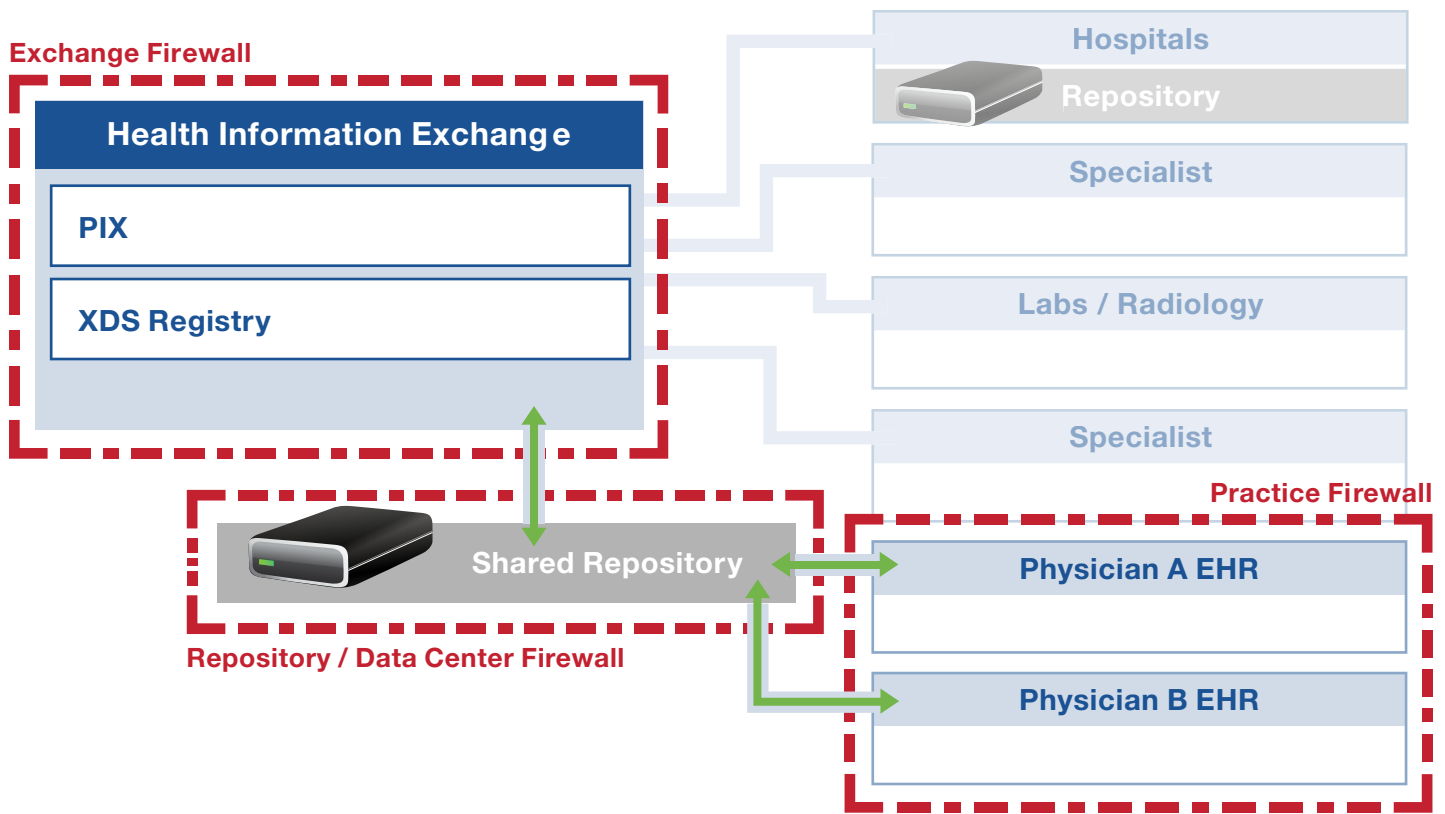 Exchange Firewall
Health Information Exchange
PIX
XDS Registry
Hospitals
Repository
Specialist
Labs / Radiology
Specialist
Practice Firewall
Shared Repository
Physician A EHR
Repository / Data Center Firewall
Physician B EHR